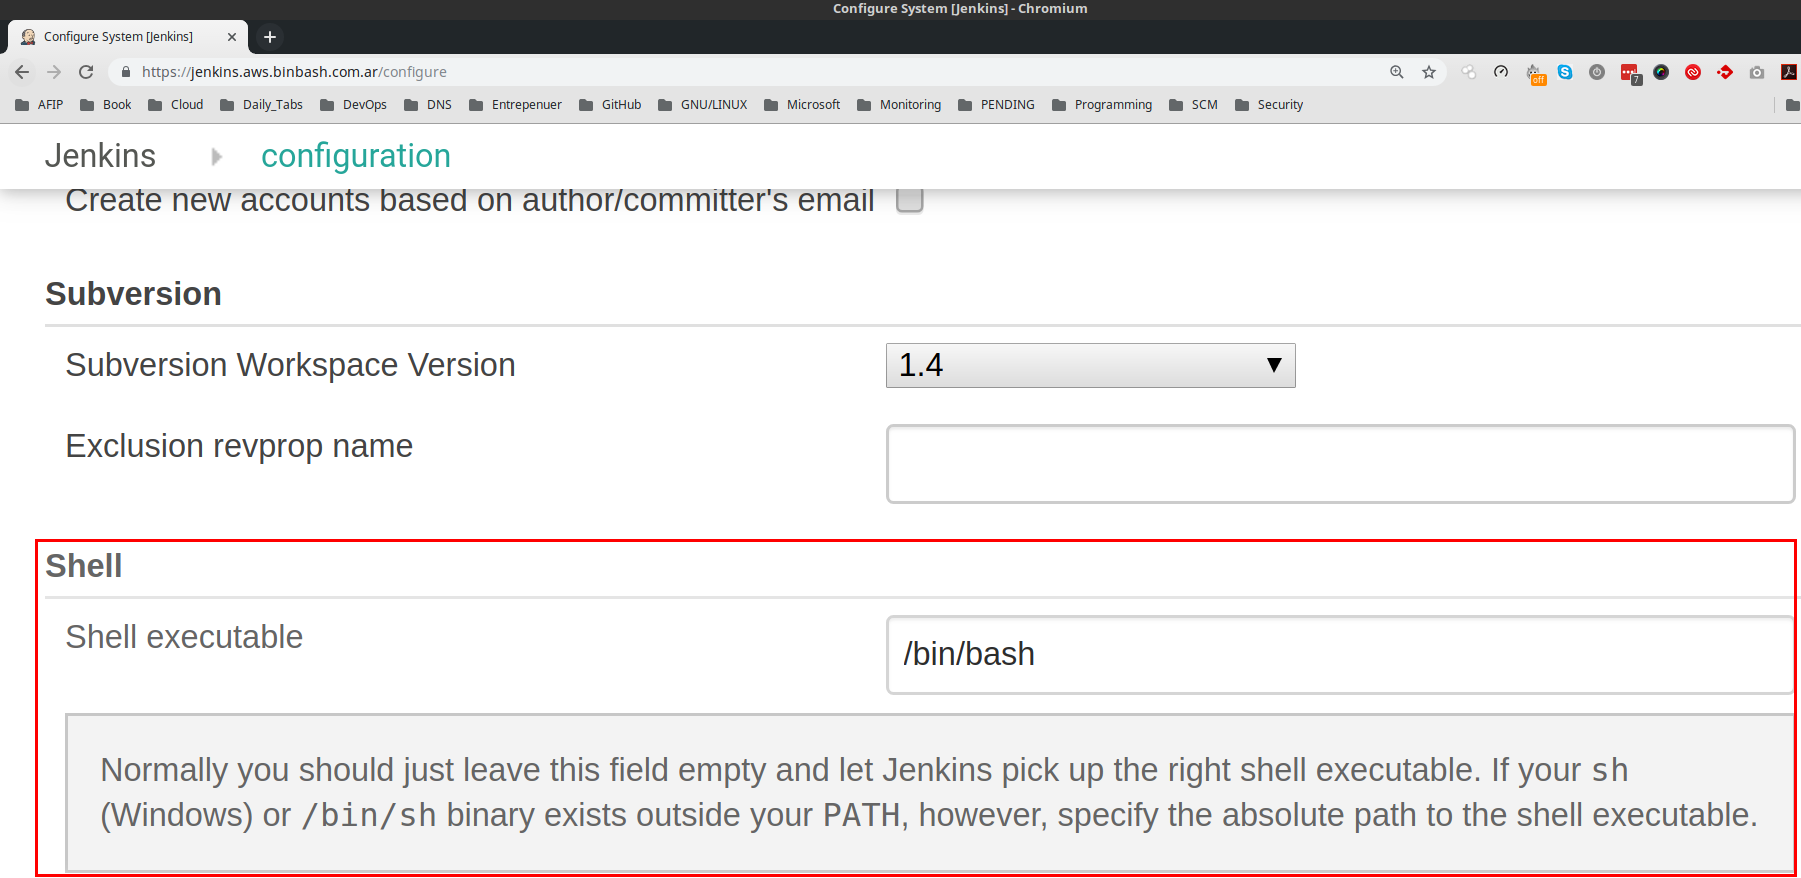 Configure System [Jenkins] - Chromium
Configure System [Jenkins]
https://jenkins.aws.binbash.com.ar/configure
off
7
AFIP Book Cloud Daily_Tabs DevOps DNS Entrepenuer GitHub GNU/LINUX Microsoft Monitoring PENDING Programming SCM Security
Jenkins configuration
Create new accounts based on author/committer's email
Subversion
Subversion Workspace Version 1.4
Exclusion revprop name
Shell
Shell executable /bin/bash
Normally you should just leave this field empty and let Jenkins pick up the right shell executable. If your sh
(Windows) or /bin/sh binary exists outside your PATH, however, specify the absolute path to the shell executable.